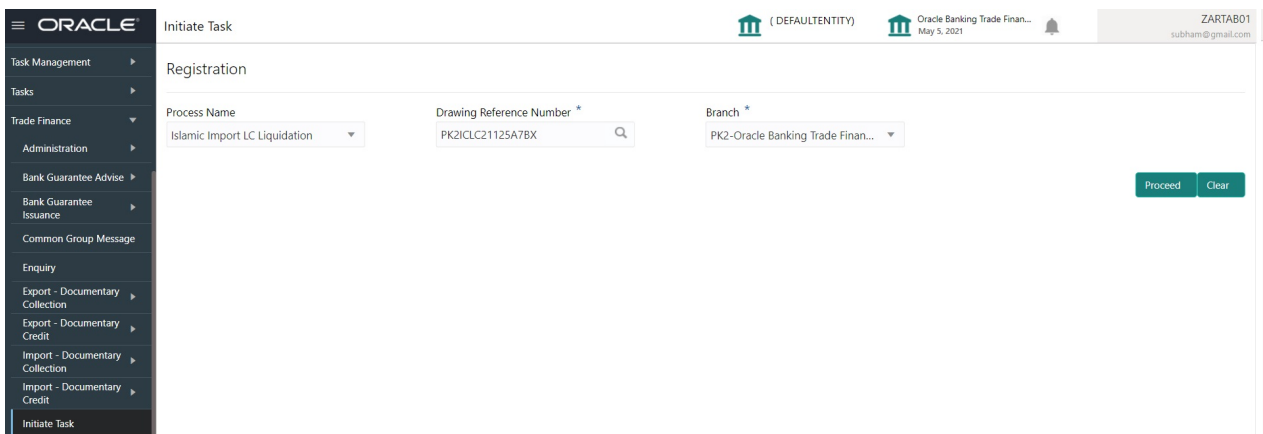 ORACLE
Initiate Task
( DEFAULTENTITY)
Oracle Banking Trade Finan...
May 5, 2021
ZARTAB01
subham@gmail.com
Task Management
Tasks
Trade Finance
Administration
Bank Guarantee Advise
Bank Guarantee
Issuance
Common Group Message
Enquiry
Export - Documentary
Collection
Export - Documentary
Credit
Import - Documentary
Collection
Import - Documentary
Credit
Initiate Task
Registration
Process Name
Islamic Import LC Liquidation
Drawing Reference Number *
PK2ICLC21125A7BX
Branch *
PK2-Oracle Banking Trade Finan...
Proceed
Clear